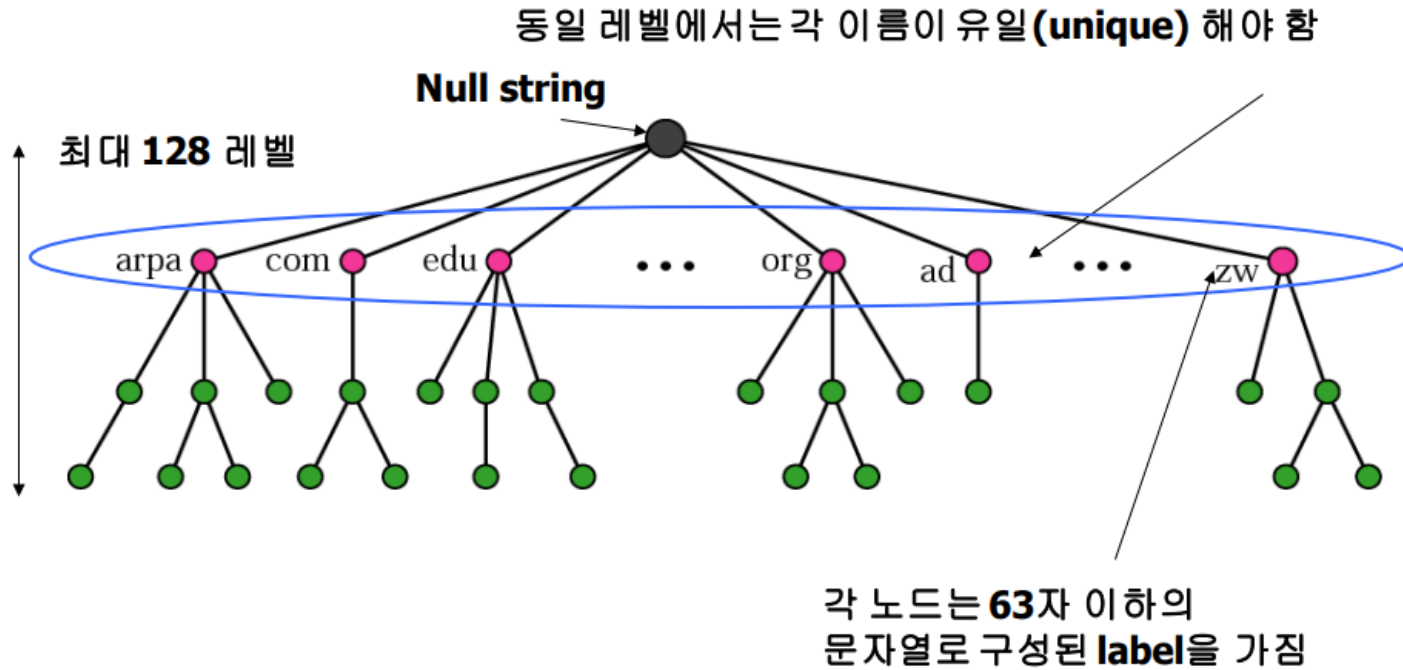 동일 레벨에서는 각 이름이 유일(unique) 해야 함
Null string
최대 128 레벨
arpa com edu ... org ad ... zw
각 노드는 63자 이하의
문자열로 구성된 label을 가짐